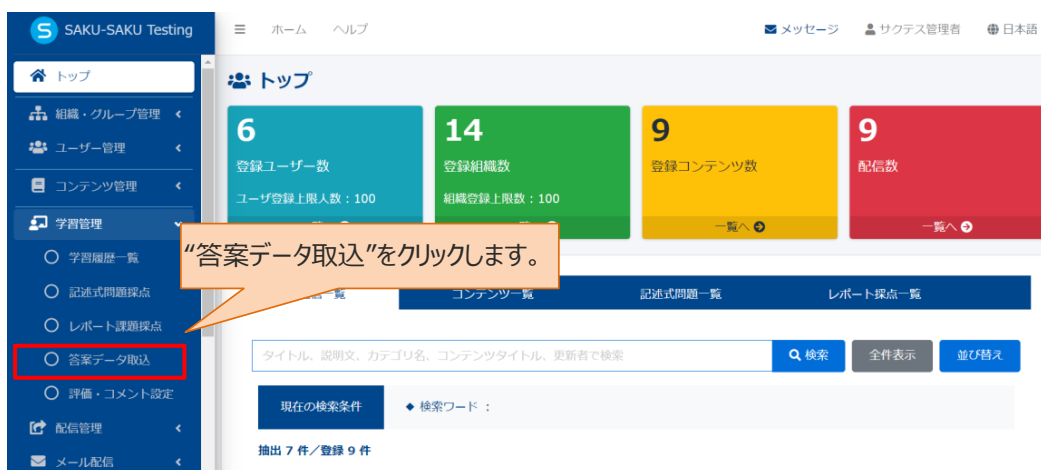 SAKU-SAKU Testing
ホーム ヘルプ
メッセージ サクテス管理者 日本語
トップ
組織・グループ管理
ユーザー管理
コンテンツ管理
学習管理
学習履歴一覧
記述式問題採点
レポート課題採点
答案データ取込
評価・コメント設定
配信管理
メール配信
トップ
6
登録ユーザー数
ユーザ登録上限人数:100
14
登録組織数
組織登録上限数:100
9
登録コンテンツ数
一覧へ
9
配信数
一覧へ
“答案データ取込”をクリックします。
コンテンツ一覧 記述式問題一覧 レポート採点一覧
タイトル、説明文、カテゴリ名、コンテンツタイトル、更新者で検索
検索 全件表示 並び替え
現在の検索条件 ◆ 検索ワード :
抽出 7 件/登録 9 件